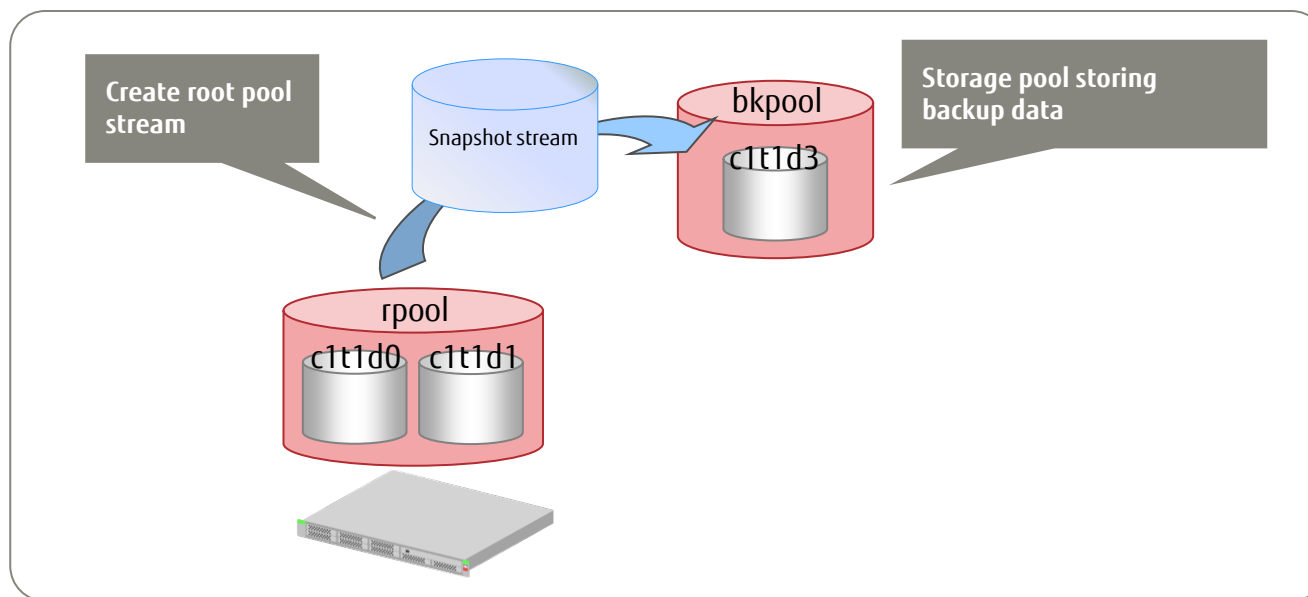 Create root pool
stream
Snapshot stream
bkpool
c1t1d3
Storage pool storing
backup data
rpool
c1t1d0 c1t1d1